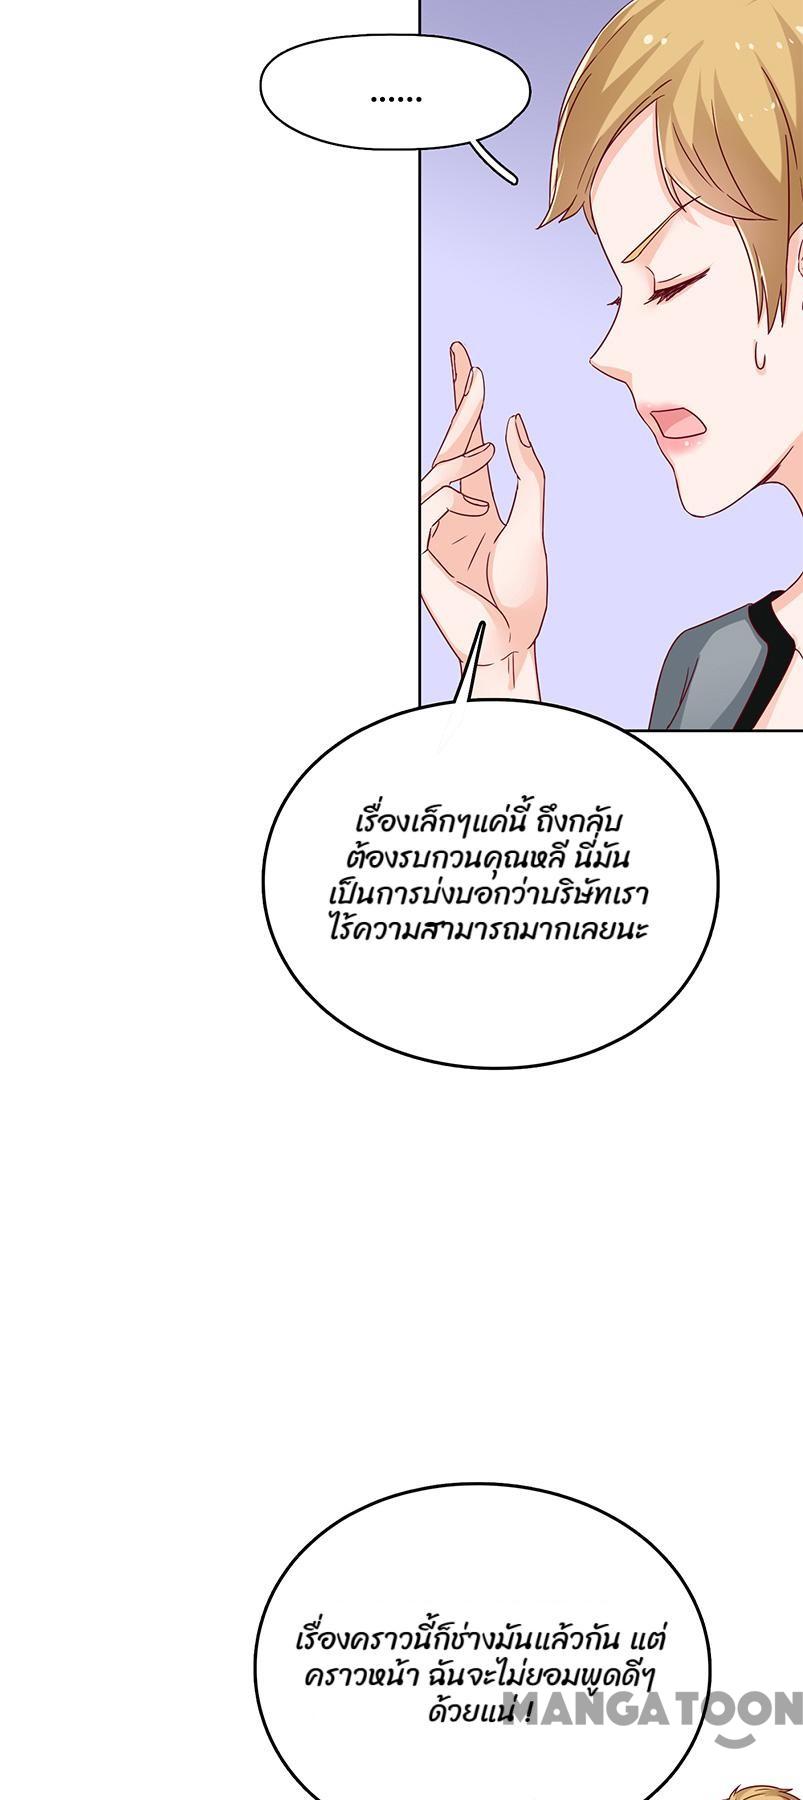 ......
เรื่องเล็กๆแค่นี้ ถึงกลับ
ต้องรบกวนคุณหลี นี่มัน
เป็นการบ่งบอกว่าบริษัทเรา
ไร้ความสามารถมากเลยนะ
เรื่องคราวนี้ก็ช่างมันแล้วกัน แต่
คราวหน้า ฉันจะไม่ยอมพูดดีๆ
ด้วยแน่ !
MANGATOON